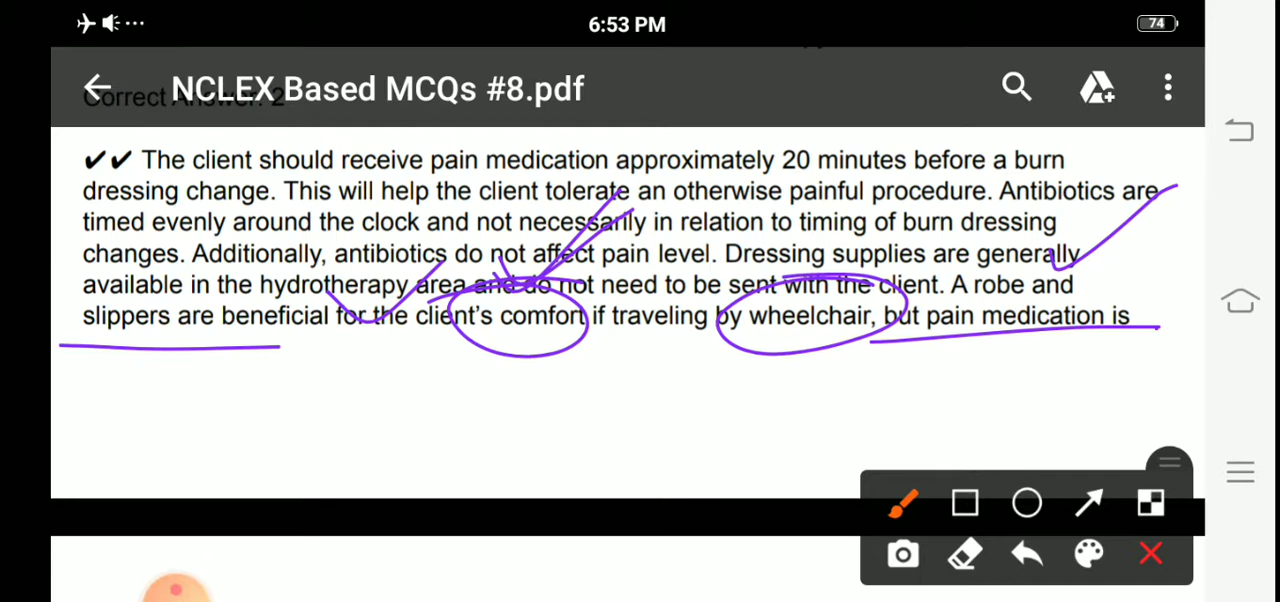 6:53 PM
74
NCLEX Based MCQs #8.pdf
Correct Answer: 2
✔✔ The client should receive pain medication approximately 20 minutes before a burn
dressing change. This will help the client tolerate an otherwise painful procedure. Antibiotics are
timed evenly around the clock and not necessarily in relation to timing of burn dressing
changes. Additionally, antibiotics do not affect pain level. Dressing supplies are generally
available in the hydrotherapy area and do not need to be sent with the client. A robe and
slippers are beneficial for the client's comfort if traveling by wheelchair, but pain medication is